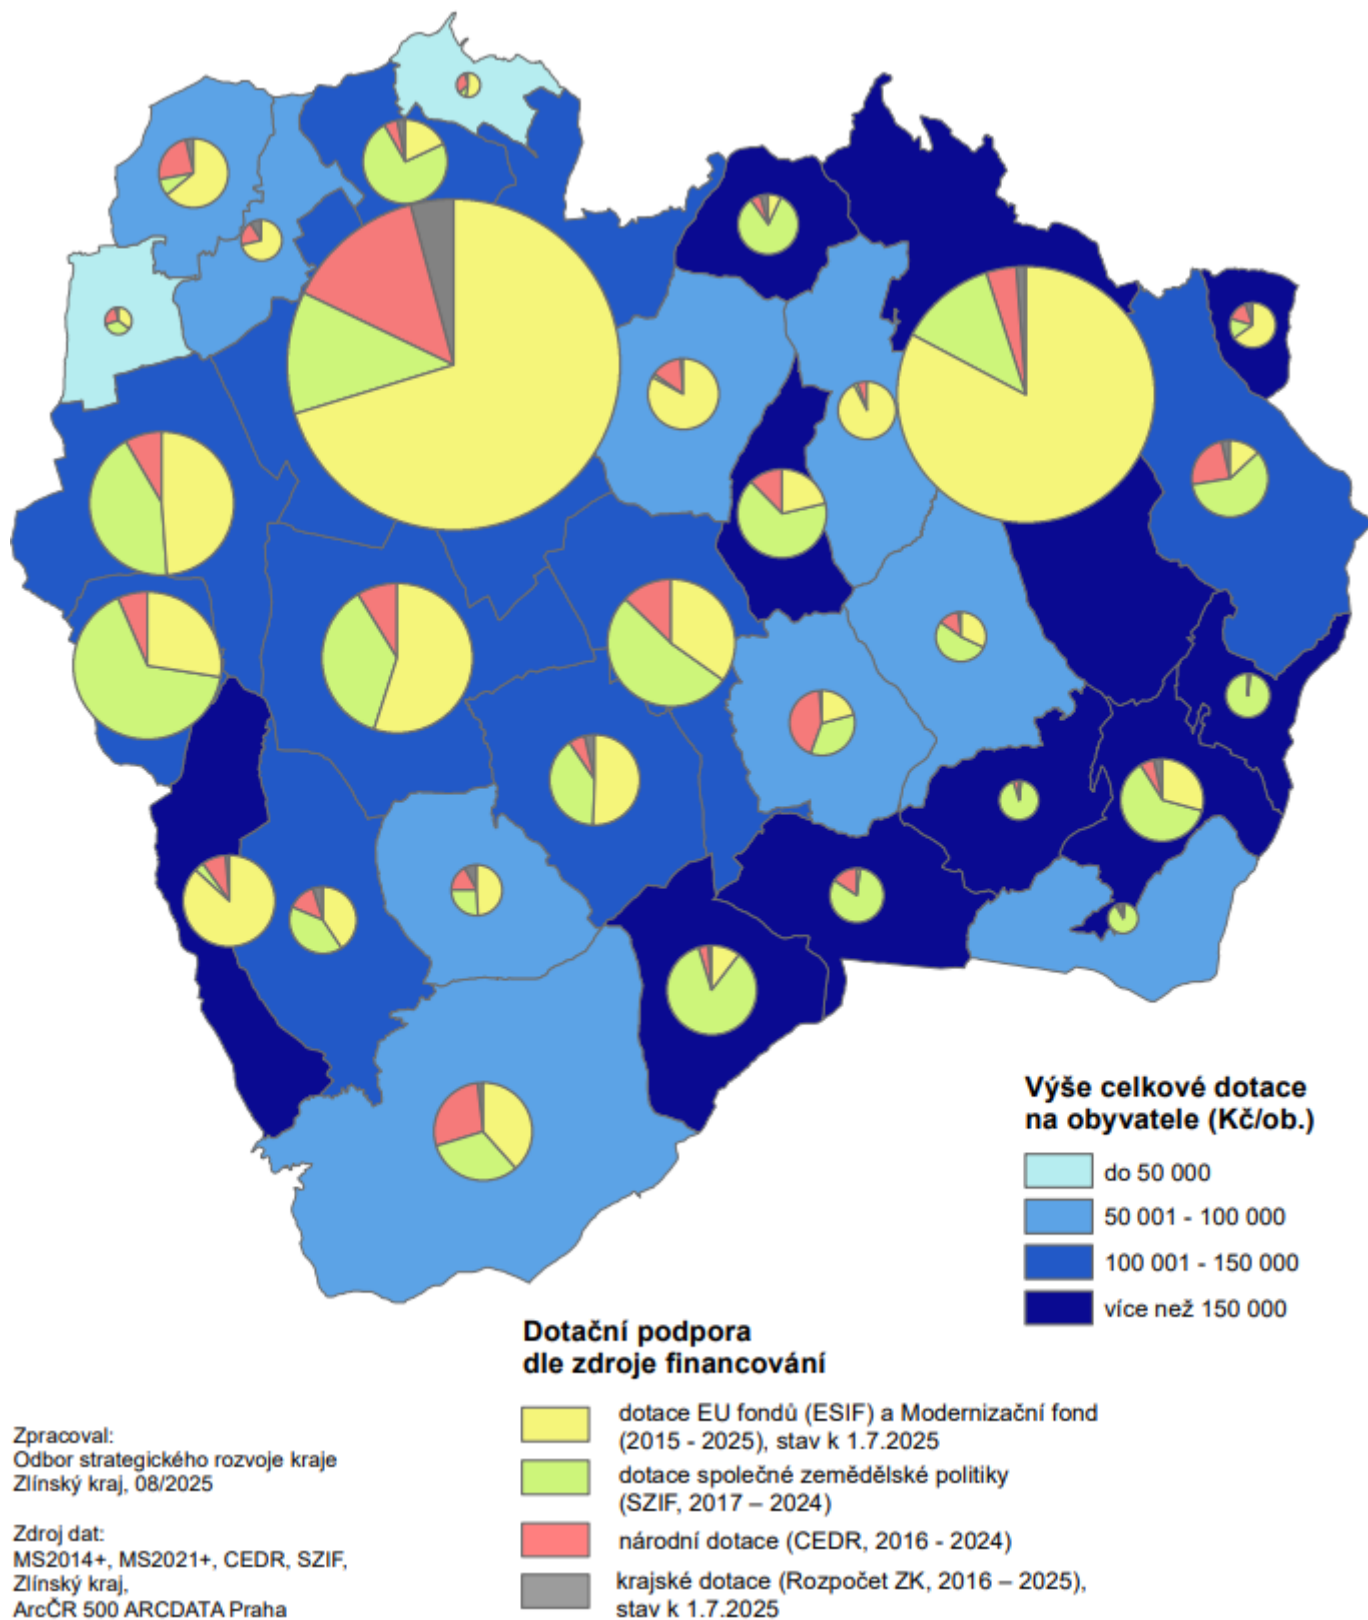 Výše celkové dotace
na obyvatele (Kč/ob.)
do 50 000
50 001 - 100 000
100 001 - 150 000
více než 150 000
Dotační podpora
dle zdroje financování
dotace EU fondů (ESIF) a Modernizační fond
(2015 - 2025), stav k 1.7.2025
dotace společné zemědělské politiky
(SZIF, 2017 – 2024)
národní dotace (CEDR, 2016 - 2024)
krajské dotace (Rozpočet ZK, 2016 – 2025),
stav k 1.7.2025
Zpracoval:
Odbor strategického rozvoje kraje
Zlínský kraj, 08/2025
Zdroj dat:
MS2014+, MS2021+, CEDR, SZIF,
Zlínský kraj,
ArcČR 500 ARCDATA Praha